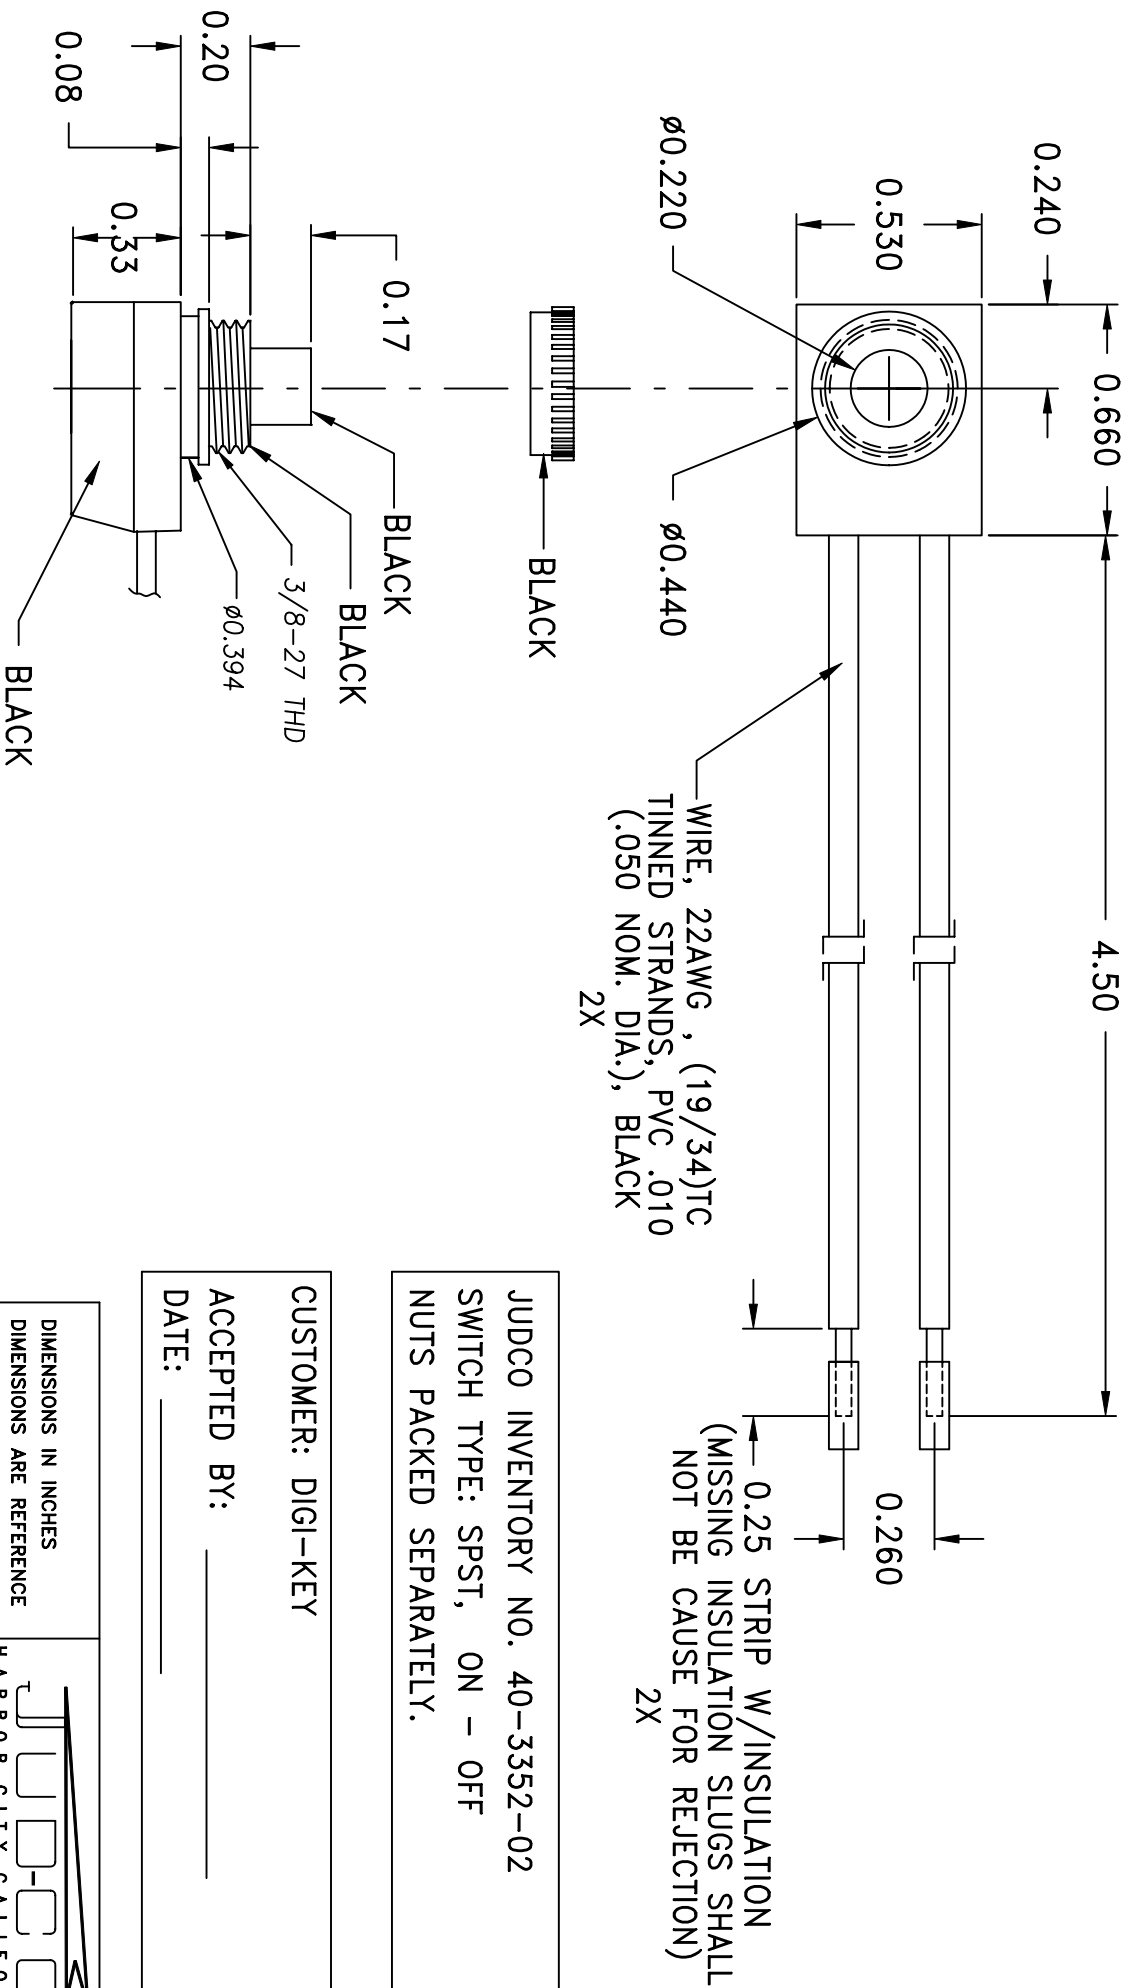 0.240
0.660
4.50
0.530
ø0.220
ø0.440
WIRE, 22AWG , (19/34)TC
TINNED STRANDS, PVC .010
(.050 NOM. DIA.), BLACK
2X
0.260
0.25 STRIP W/INSULATION
(MISSING INSULATION SLUGS SHALL
NOT BE CAUSE FOR REJECTION)
2X
BLACK
0.17
0.20
0.08
0.33
BLACK
BLACK
3/8-27 THD
ø0.394
BLACK
JUDCO INVENTORY NO. 40-3352-02
SWITCH TYPE: SPST, ON - OFF
NUTS PACKED SEPARATELY.
CUSTOMER: DIGI-KEY
ACCEPTED BY:
DATE:
DIMENSIONS IN INCHES
DIMENSIONS ARE REFERENCE